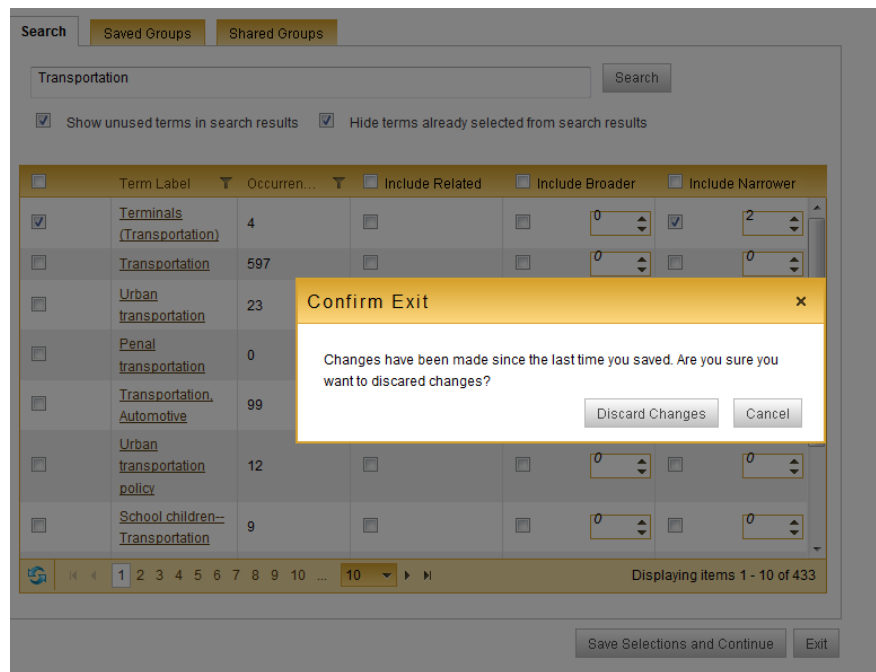 Search Saved Groups Shared Groups
Transportation Search
Show unused terms in search results Hide terms already selected from search results
Term Label Occurren... Include Related Include Broader Include Narrower
Terminals
(Transportation) 4 0 2
Transportation 597 0 0
Urban
transportation 23
Confirm Exit ×
Penal
transportation 0
Changes have been made since the last time you saved. Are you sure you
want to discared changes?
Transportation,
Automotive 99
Discard Changes Cancel
Urban
transportation 12 0 0
policy
School children--
Transportation 9 0 0
1 2 3 4 5 6 7 8 9 10 ... 10 Displaying items 1 - 10 of 433
Save Selections and Continue Exit